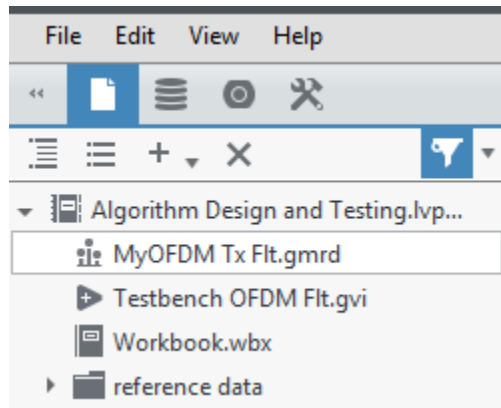 File Edit View Help
Algorithm Design and Testing.lvp...
MyOFDM Tx Flt.gmrd
Testbench OFDM Flt.gvi
Workbook.wbx
reference data